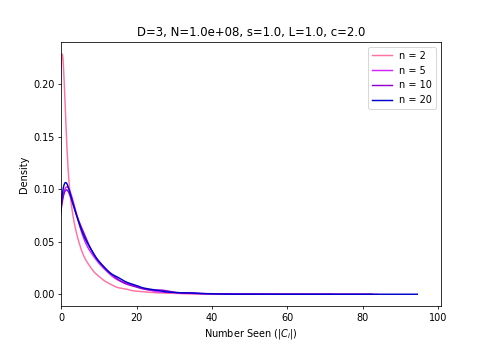 D=3, N=1.0e+08, s=1.0, L=1.0, c=2.0
n = 2
n = 5
n = 10
n = 20
0.20
0.15
0.10
0.05
0.00
Density
0 20 40 60 80 100
Number Seen (|C_I|)